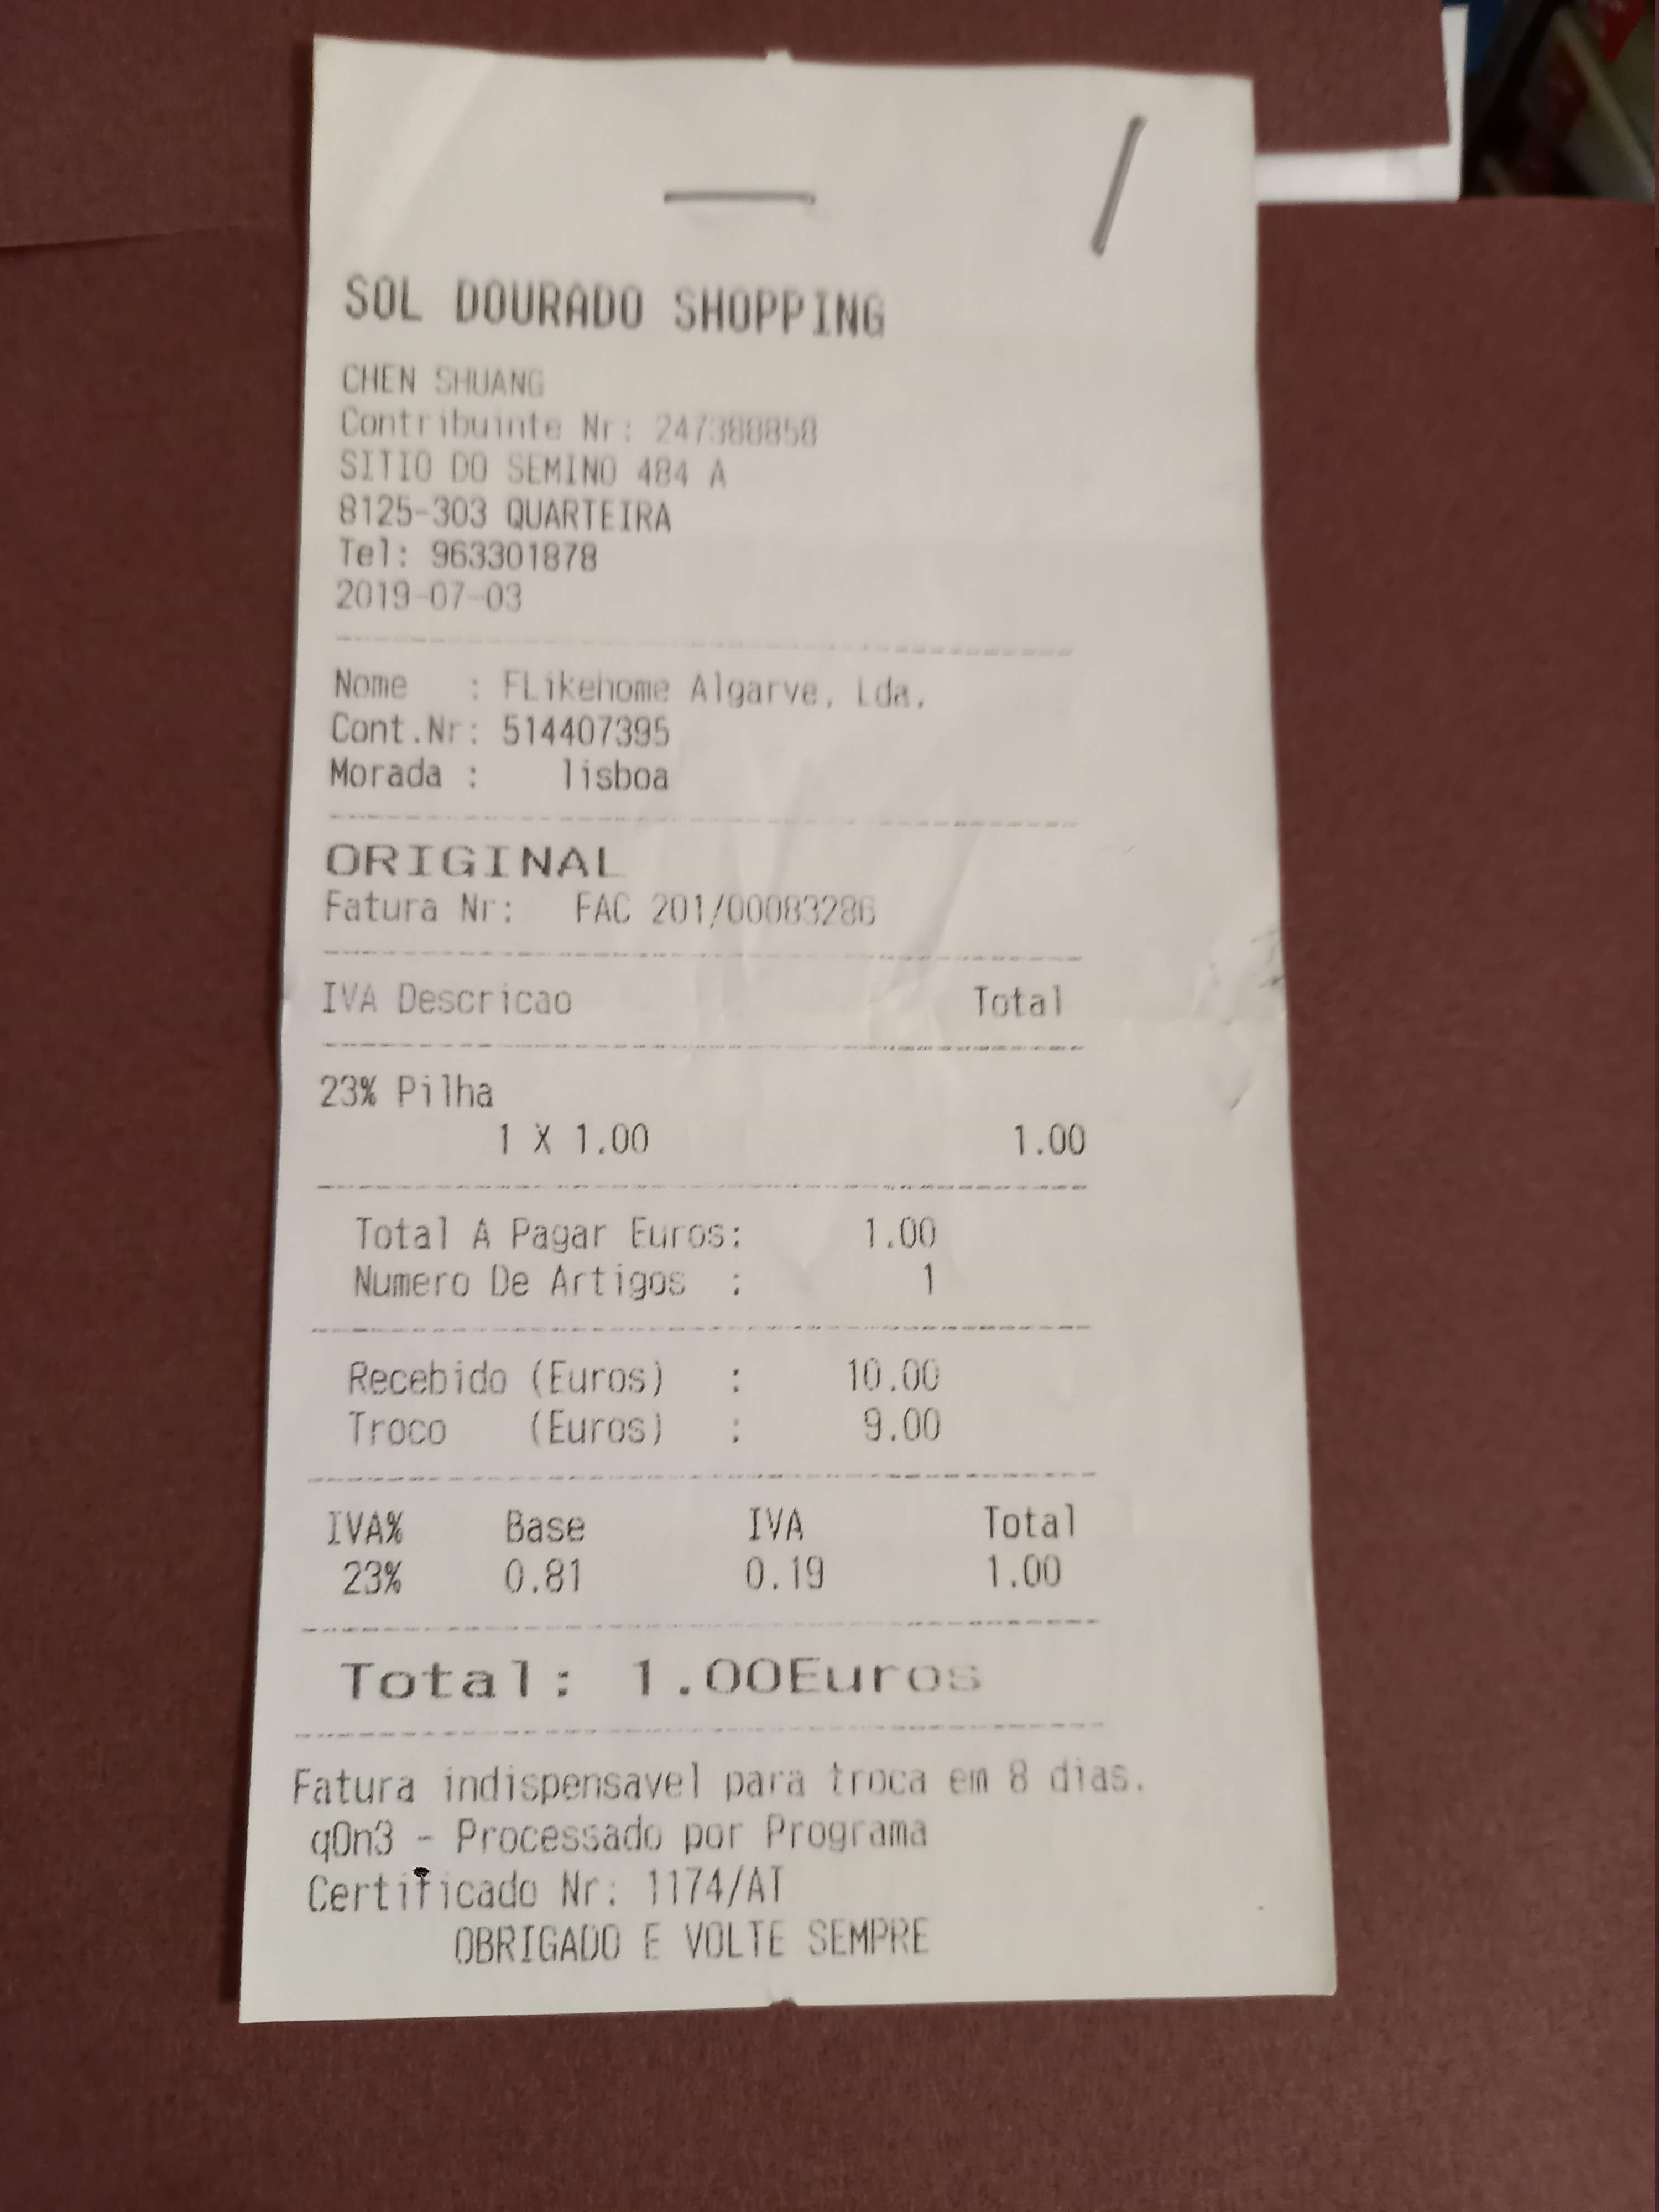 SOL DOURADO SHOPPING
CHEN SHUANG
Contribuinte Nr: 247388858
SITIO DO SEMINO 484 A
8125-303 QUARTEIRA
Tel: 963301878
2019-07-03
Nome : FLikehome Algarve, Lda.
Cont.Nr: 514407395
Morada : lisboa
ORIGINAL
Fatura Nr: FAC 201/00083286
IVA Descricao Total
23% Pilha
1 X 1.00 1.00
Total A Pagar Euros: 1.00
Numero De Artigos : 1
Recebido (Euros) : 10.00
Troco (Euros) : 9.00
IVA% Base IVA Total
23% 0.81 0.19 1.00
Total: 1.00Euros
Fatura indispensavel para troca em 8 dias.
q0n3 - Processado por Programa
Certificado Nr: 1174/AT
OBRIGADO E VOLTE SEMPRE